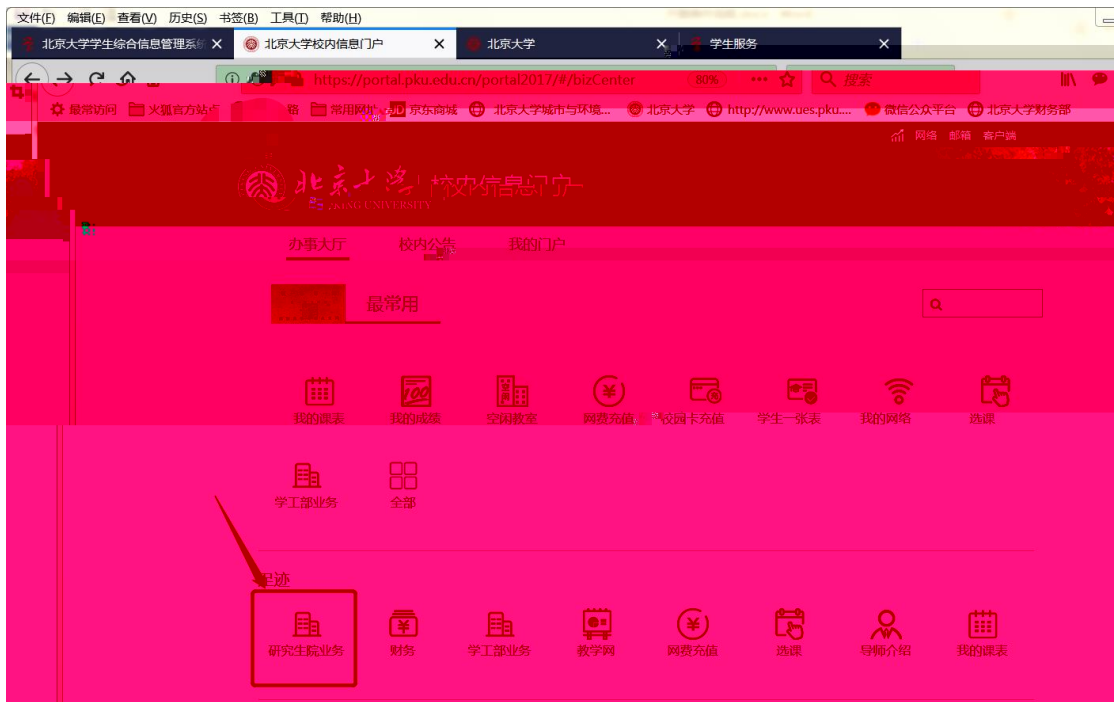 文件(F) 编辑(E) 查看(V) 历史(S) 书签(B) 工具(T) 帮助(H)
北京大学学生综合信息管理系统 北京大学校内信息门户 北京大学 学生服务
https://portal.pku.edu.cn/portal2017/#/bizCenter 80% 搜索
最常访问 火狐官方站点 常用网址 JD 京东商城 北京大学城市与环境... 北京大学 http://www.ues.pku.... 微信公众平台 北京大学财务部
网络 邮箱 客户端
北京大学 校内信息门户
UNIVERSITY
办事大厅 校内公告 我的门户
最常用
我的课表 我的成绩 空闲教室 网费充值 校园卡充值 学生一张表 我的网络 选课
学工部业务 全部
足迹
研究生院业务 财务 学工部业务 教学网 网费充值 选课 导师介绍 我的课表